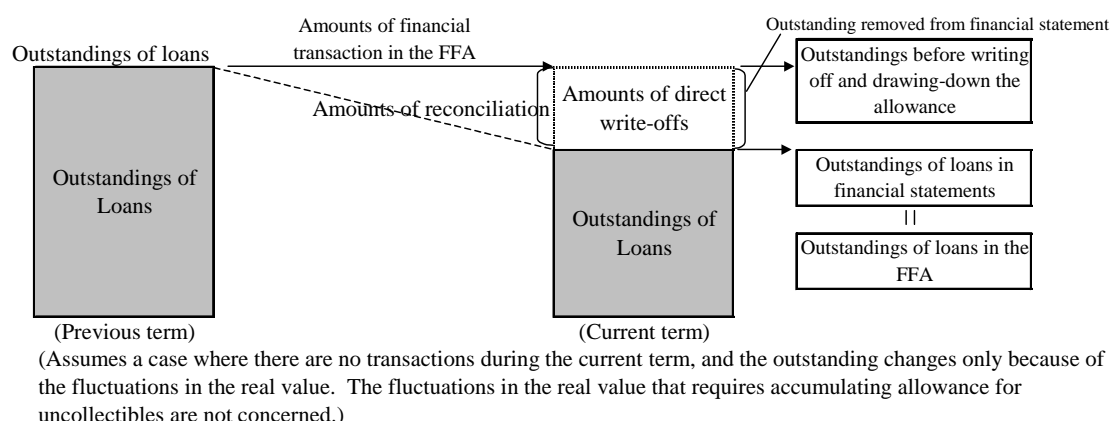 Outstanding removed from financial statement
Amounts of financial
transaction in the FFA
Outstandings of loans
Outstandings before writing
off and drawing-down the
allowance
Amounts of reconciliation
Amounts of direct
write-offs
Outstandings of
Loans
Outstandings of loans in
financial statements
||
Outstandings of
Loans
Outstandings of loans in the
FFA
(Previous term)
(Current term)
(Assumes a case where there are no transactions during the current term, and the outstanding changes only because of
the fluctuations in the real value. The fluctuations in the real value that requires accumulating allowance for
uncollectibles are not concerned.)